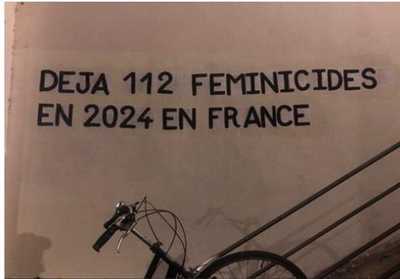 DEJA 112 FEMINICIDES
EN 2024 EN FRANCE